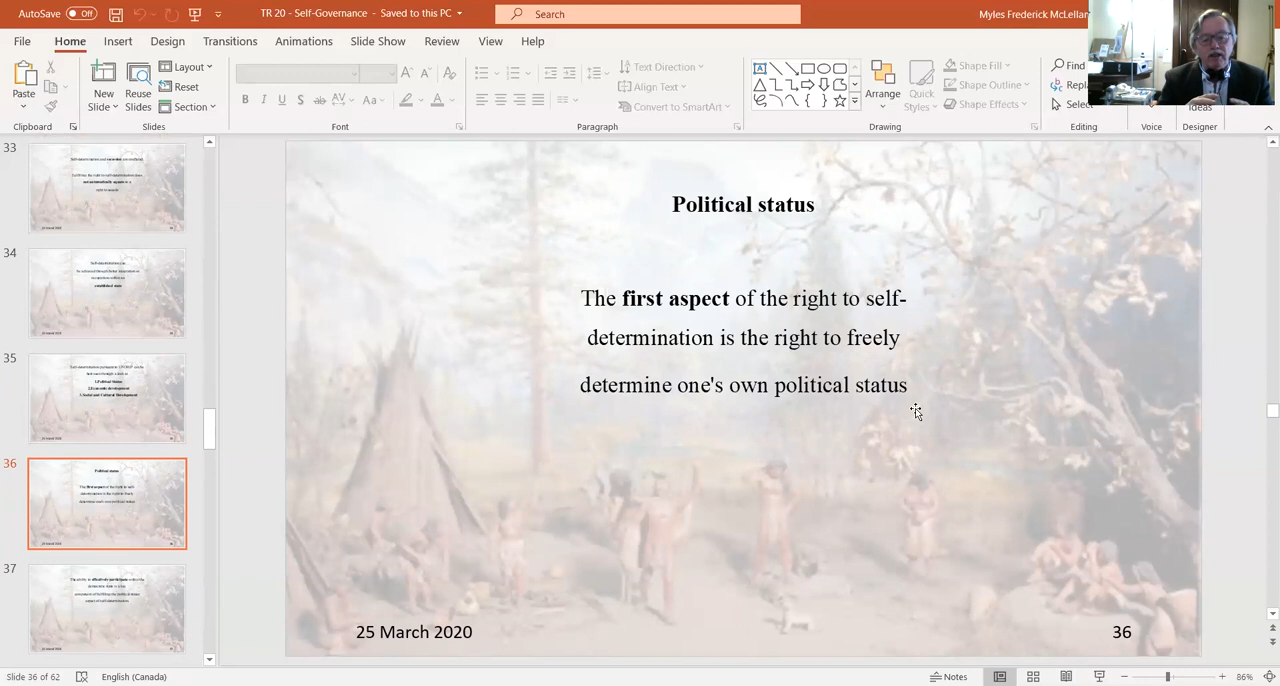 AutoSave Off TR 20 - Self-Governance - Saved to this PC Search Myles Frederick McLellan
File Home Insert Design Transitions Animations Slide Show Review View Help
Paste New Slide Reuse Slides Layout Reset Section Text Direction Align Text Convert to SmartArt Arrange Quick Styles Shape Fill Shape Outline Shape Effects Find
Clipboard Slides Font Paragraph Drawing Editing Voice Ideas Designer
33
34
35
36
37
Political status
The first aspect of the right to self-
determination is the right to freely
determine one's own political status
25 March 2020 36
Slide 36 of 62 English (Canada) Notes 86%